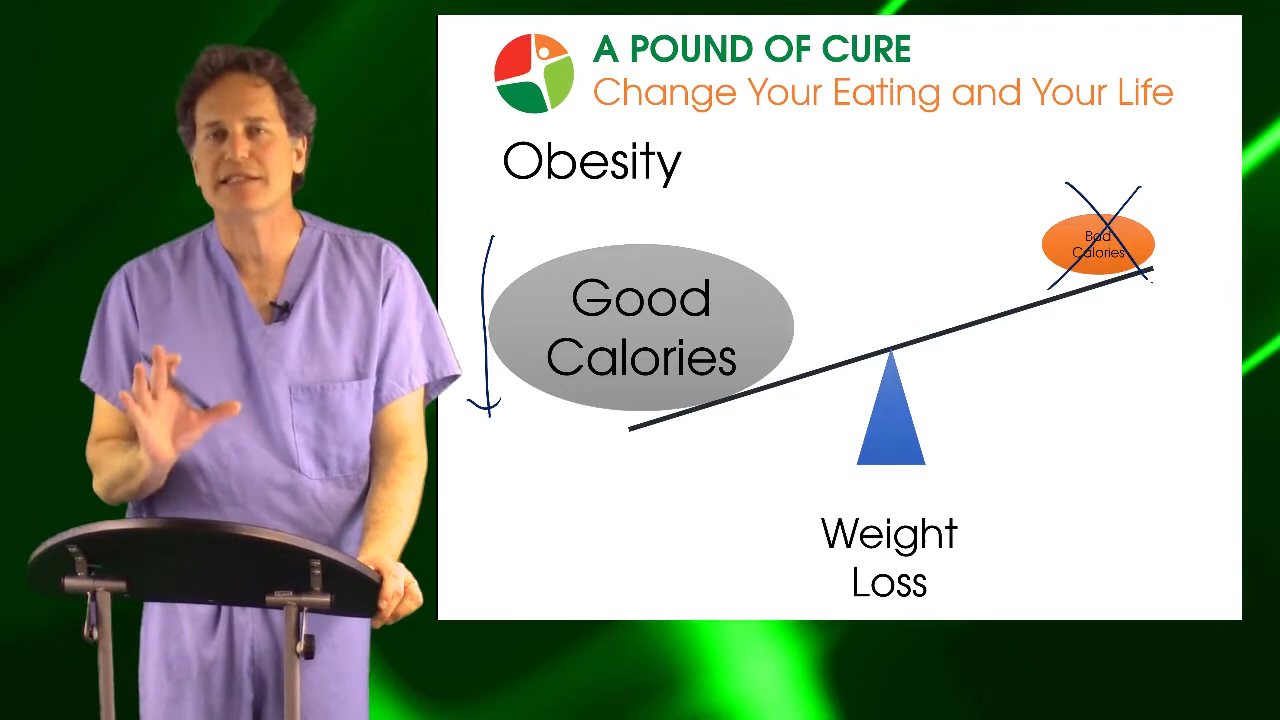 A POUND OF CURE
Change Your Eating and Your Life
Obesity
Good
Calories
Bad
Calories
Weight
Loss